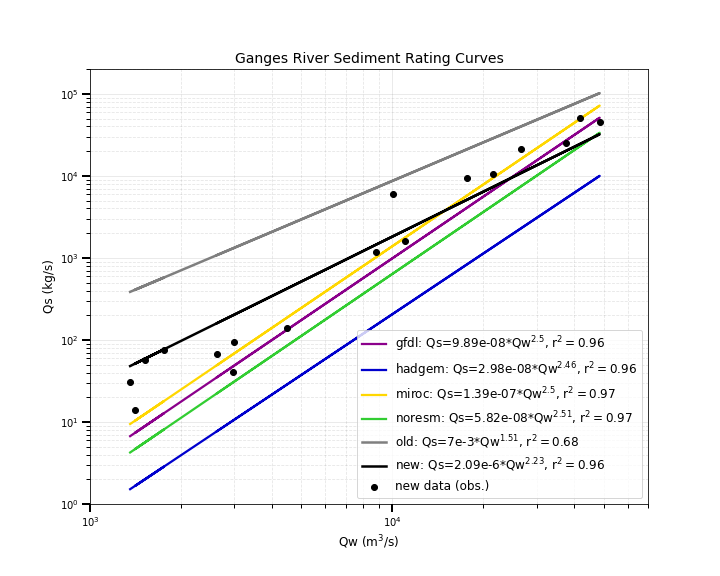 Ganges River Sediment Rating Curves
10⁵
10⁴
10³
10²
10¹
10⁰
Qs (kg/s)
gfdl: Qs=9.89e-08*Qw^2.5, r² = 0.96
hadgem: Qs=2.98e-08*Qw^2.46, r² = 0.96
miroc: Qs=1.39e-07*Qw^2.5, r² = 0.97
noresm: Qs=5.82e-08*Qw^2.51, r² = 0.97
old: Qs=7e-3*Qw^1.51, r² = 0.68
new: Qs=2.09e-6*Qw^2.23, r² = 0.96
new data (obs.)
10³ 10⁴
Qw (m³/s)